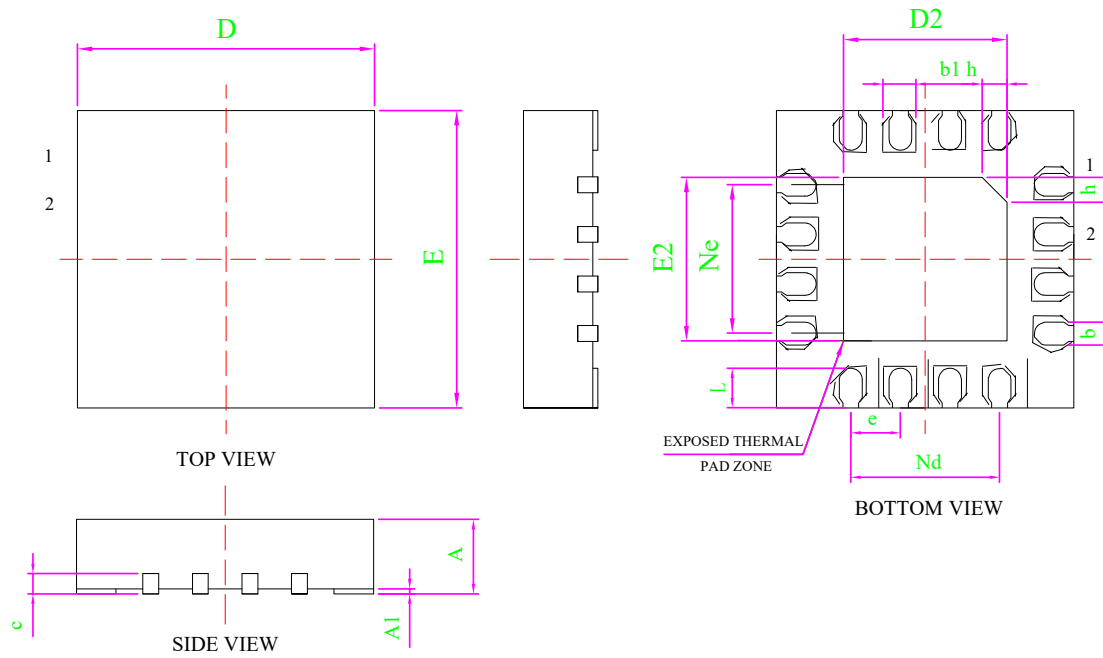 D
1
2
E
TOP VIEW
D2
b1 h
1
h
2
E2
Ne
b
L
e
EXPOSED THERMAL
PAD ZONE
Nd
BOTTOM VIEW
A
c
A1
SIDE VIEW